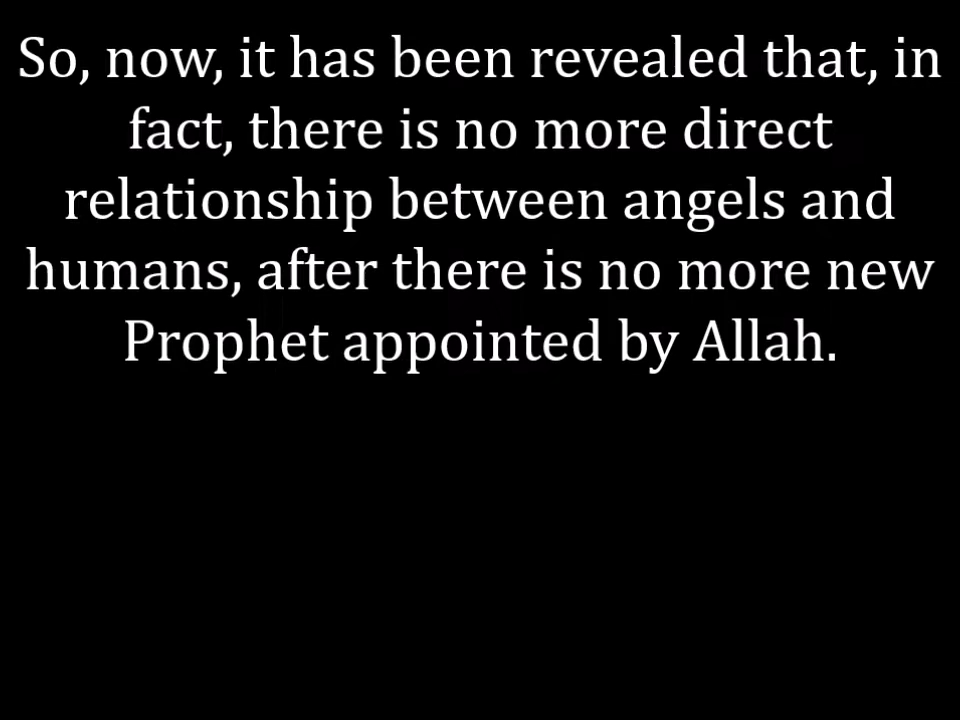 So, now, it has been revealed that, in
fact, there is no more direct
relationship between angels and
humans, after there is no more new
Prophet appointed by Allah.